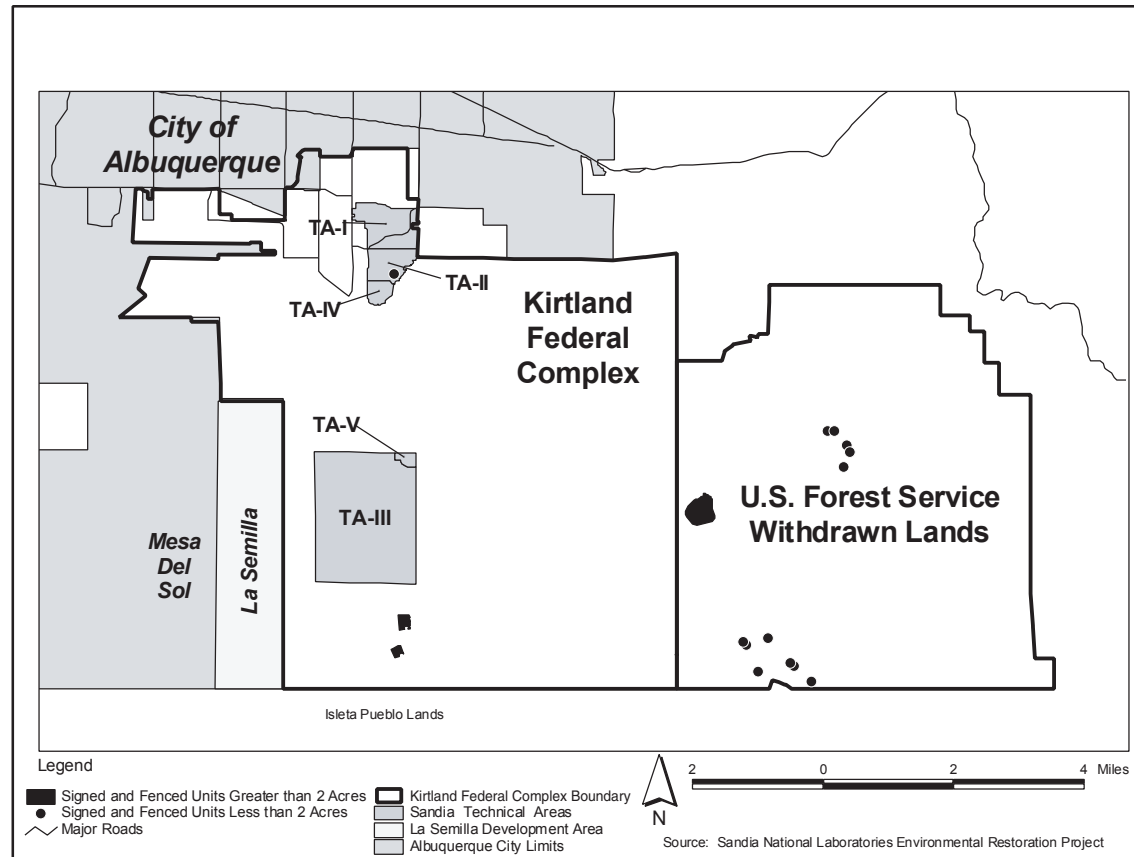 City of
Albuquerque
TA-I
TA-II
TA-IV
Kirtland
Federal
Complex
TA-V
TA-III
U.S. Forest Service
Withdrawn Lands
Mesa
Del
Sol
La Semilla
Isleta Pueblo Lands
Legend
Signed and Fenced Units Greater than 2 Acres
Signed and Fenced Units Less than 2 Acres
Major Roads
Kirtland Federal Complex Boundary
Sandia Technical Areas
La Semilla Development Area
Albuquerque City Limits
N
2 0 2 4 Miles
Source: Sandia National Laboratories Environmental Restoration Project